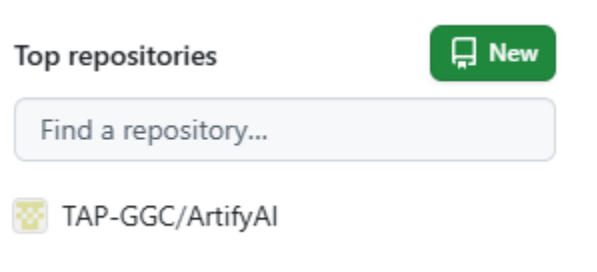 Top repositories
New
Find a repository...
TAP-GGC/ArtifyAI